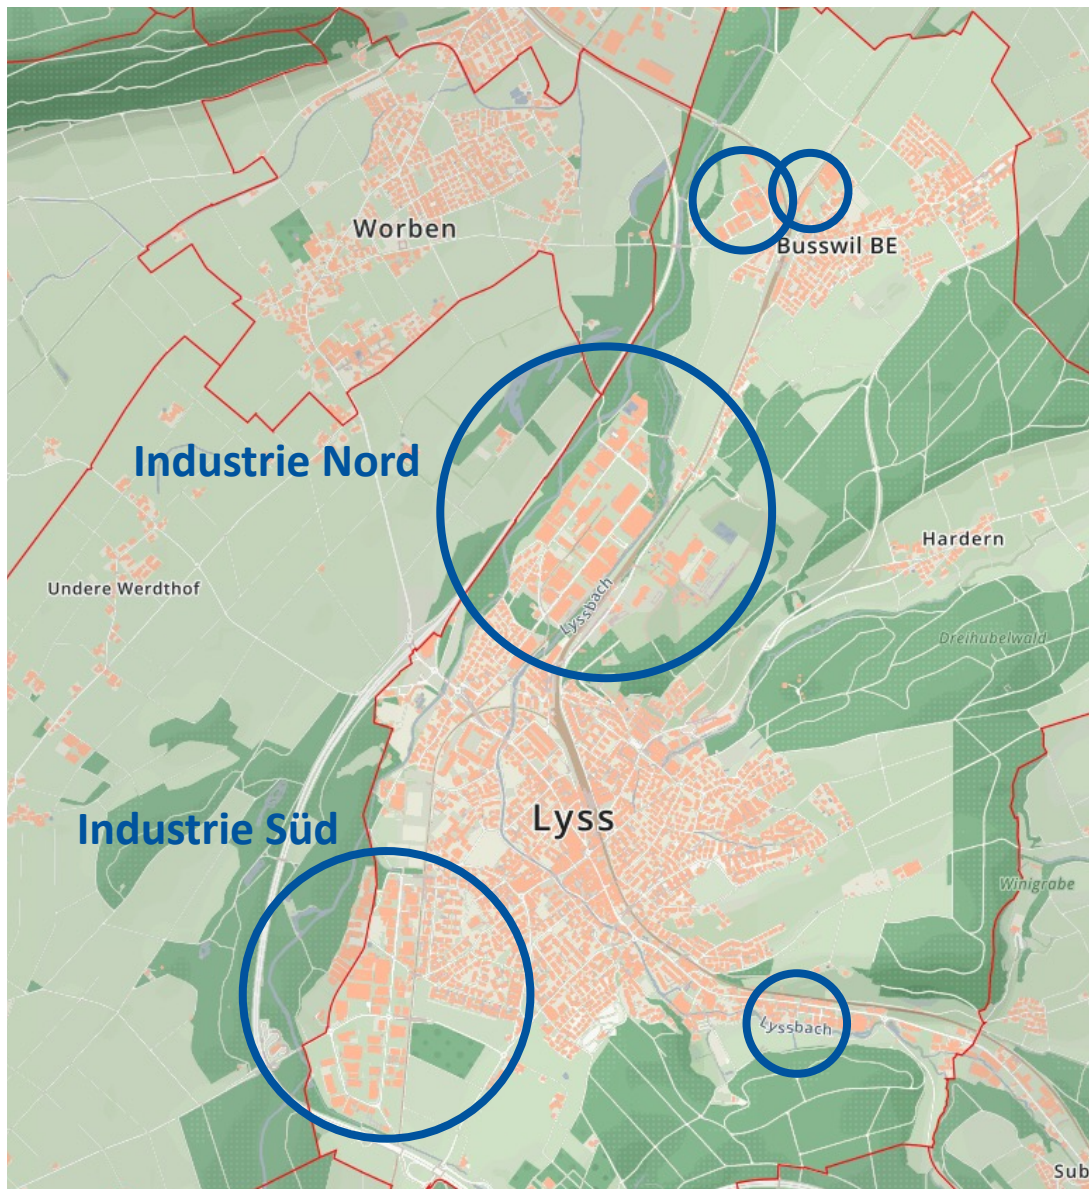 Worben
Busswil BE
Industrie Nord
Hardern
Undere Werdthof
Lyssbach
Dreihubelwald
Lyss
Industrie Süd
Winigrabe
Lyssbach
Sub